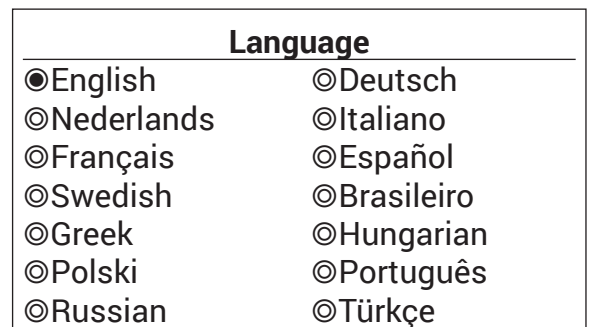 Language
◉English ◎Deutsch
◎Nederlands ◎Italiano
◎Français ◎Español
◎Swedish ◎Brasileiro
◎Greek ◎Hungarian
◎Polski ◎Português
◎Russian ◎Türkçe